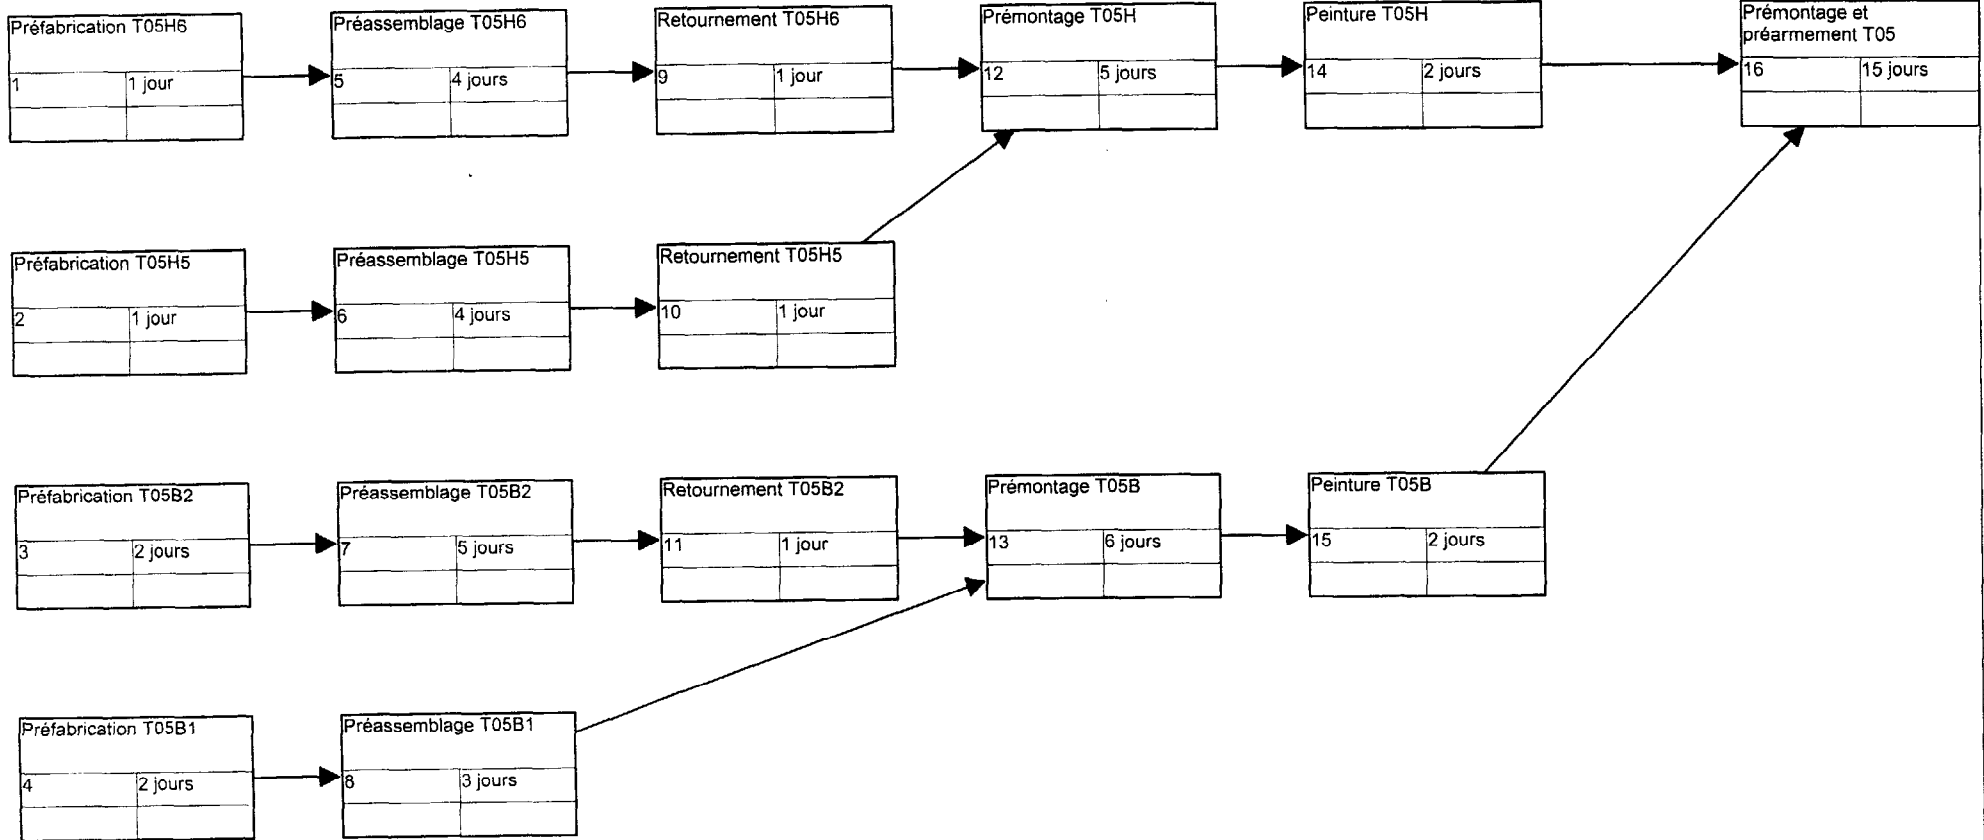 Préfabrication T05H6
1 1 jour
Préassemblage T05H6
5 4 jours
Retournement T05H6
9 1 jour
Prémontage T05H
12 5 jours
Peinture T05H
14 2 jours
Prémontage et
préarmement T05
16 15 jours
Préfabrication T05H5
2 1 jour
Préassemblage T05H5
6 4 jours
Retournement T05H5
10 1 jour
Préfabrication T05B2
3 2 jours
Préassemblage T05B2
7 5 jours
Retournement T05B2
11 1 jour
Prémontage T05B
13 6 jours
Peinture T05B
15 2 jours
Préfabrication T05B1
4 2 jours
Préassemblage T05B1
8 3 jours